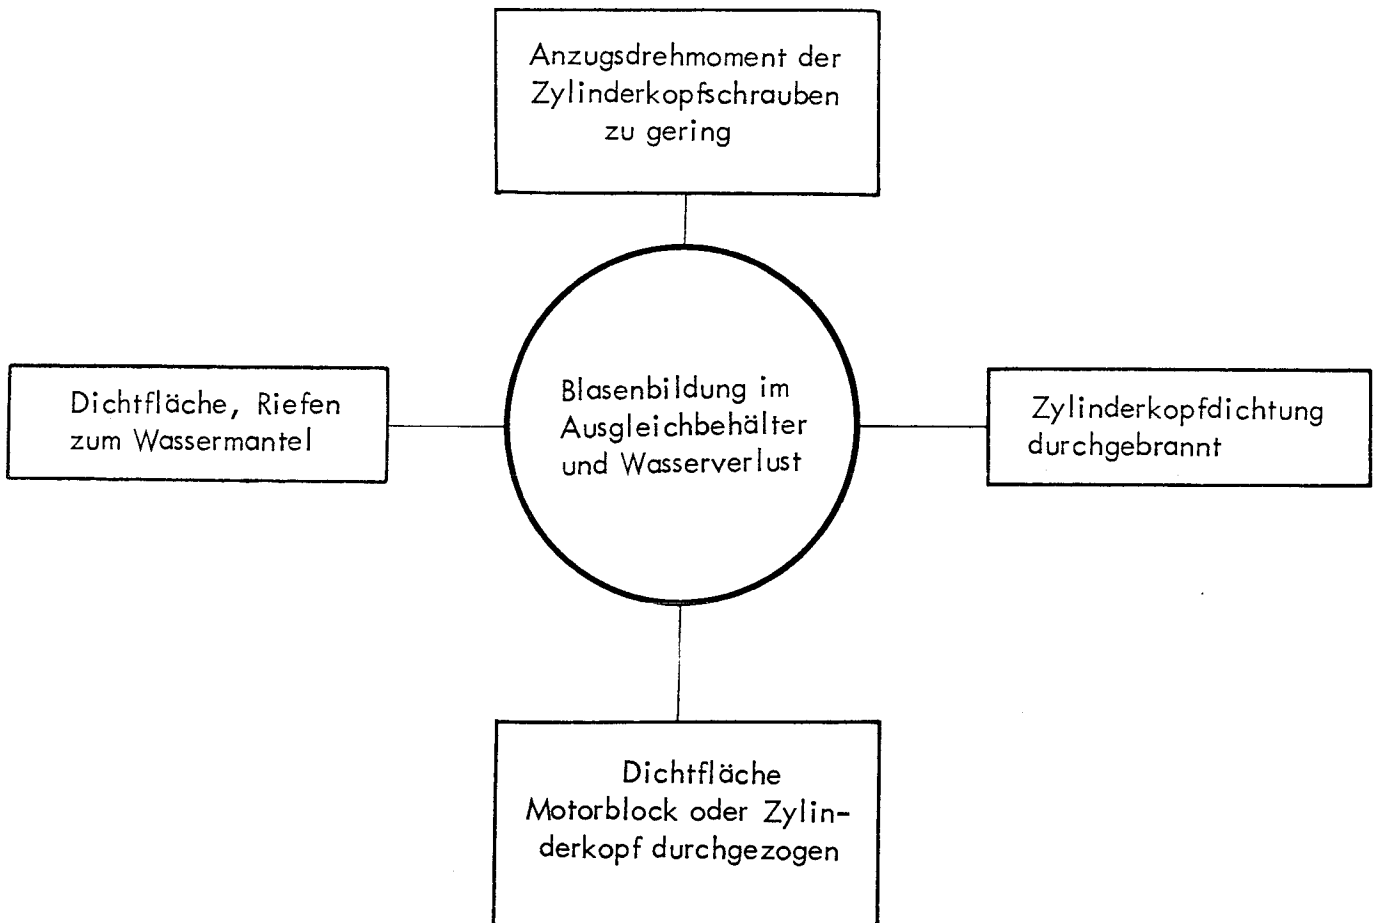 Anzugsdrehmoment der
Zylinderkopfschrauben
zu gering
Dichtfläche, Riefen
zum Wassermantel
Blasenbildung im
Ausgleichbehälter
und Wasserverlust
Zylinderkopfdichtung
durchgebrannt
Dichtfläche
Motorblock oder Zylin-
derkopf durchgezogen